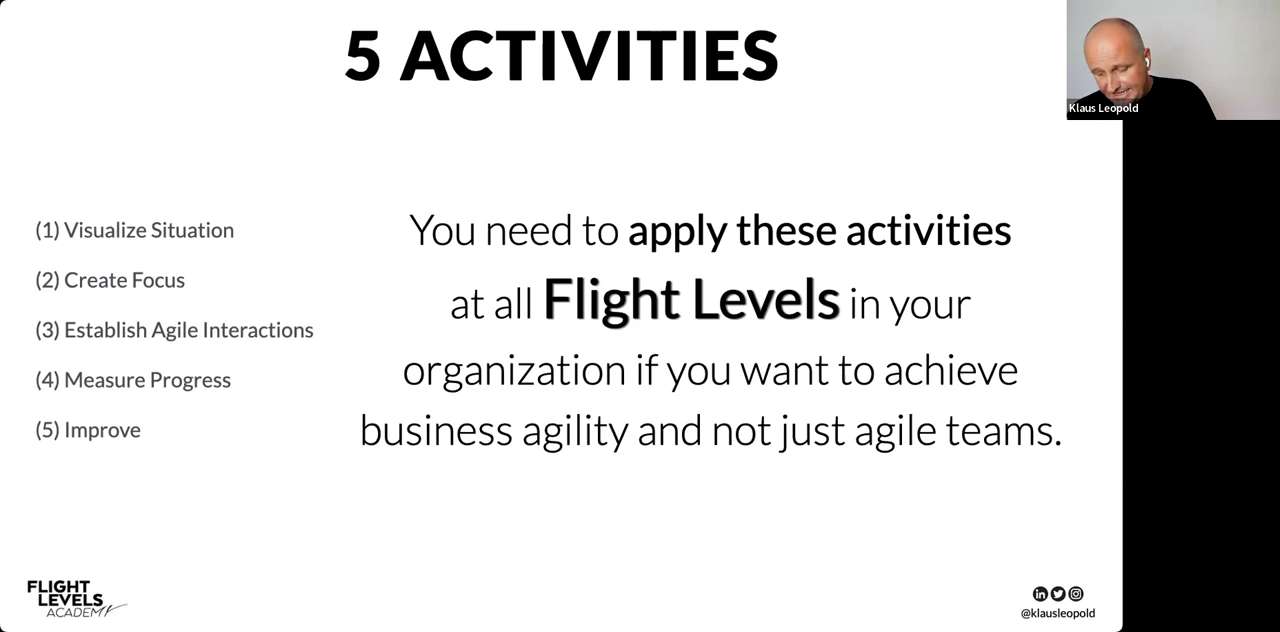 5 ACTIVITIES
Klaus Leopold
(1) Visualize Situation
(2) Create Focus
(3) Establish Agile Interactions
(4) Measure Progress
(5) Improve
You need to apply these activities
at all Flight Levels in your
organization if you want to achieve
business agility and not just agile teams.
FLIGHT
LEVELS
ACADEMY
in
@klausleopold